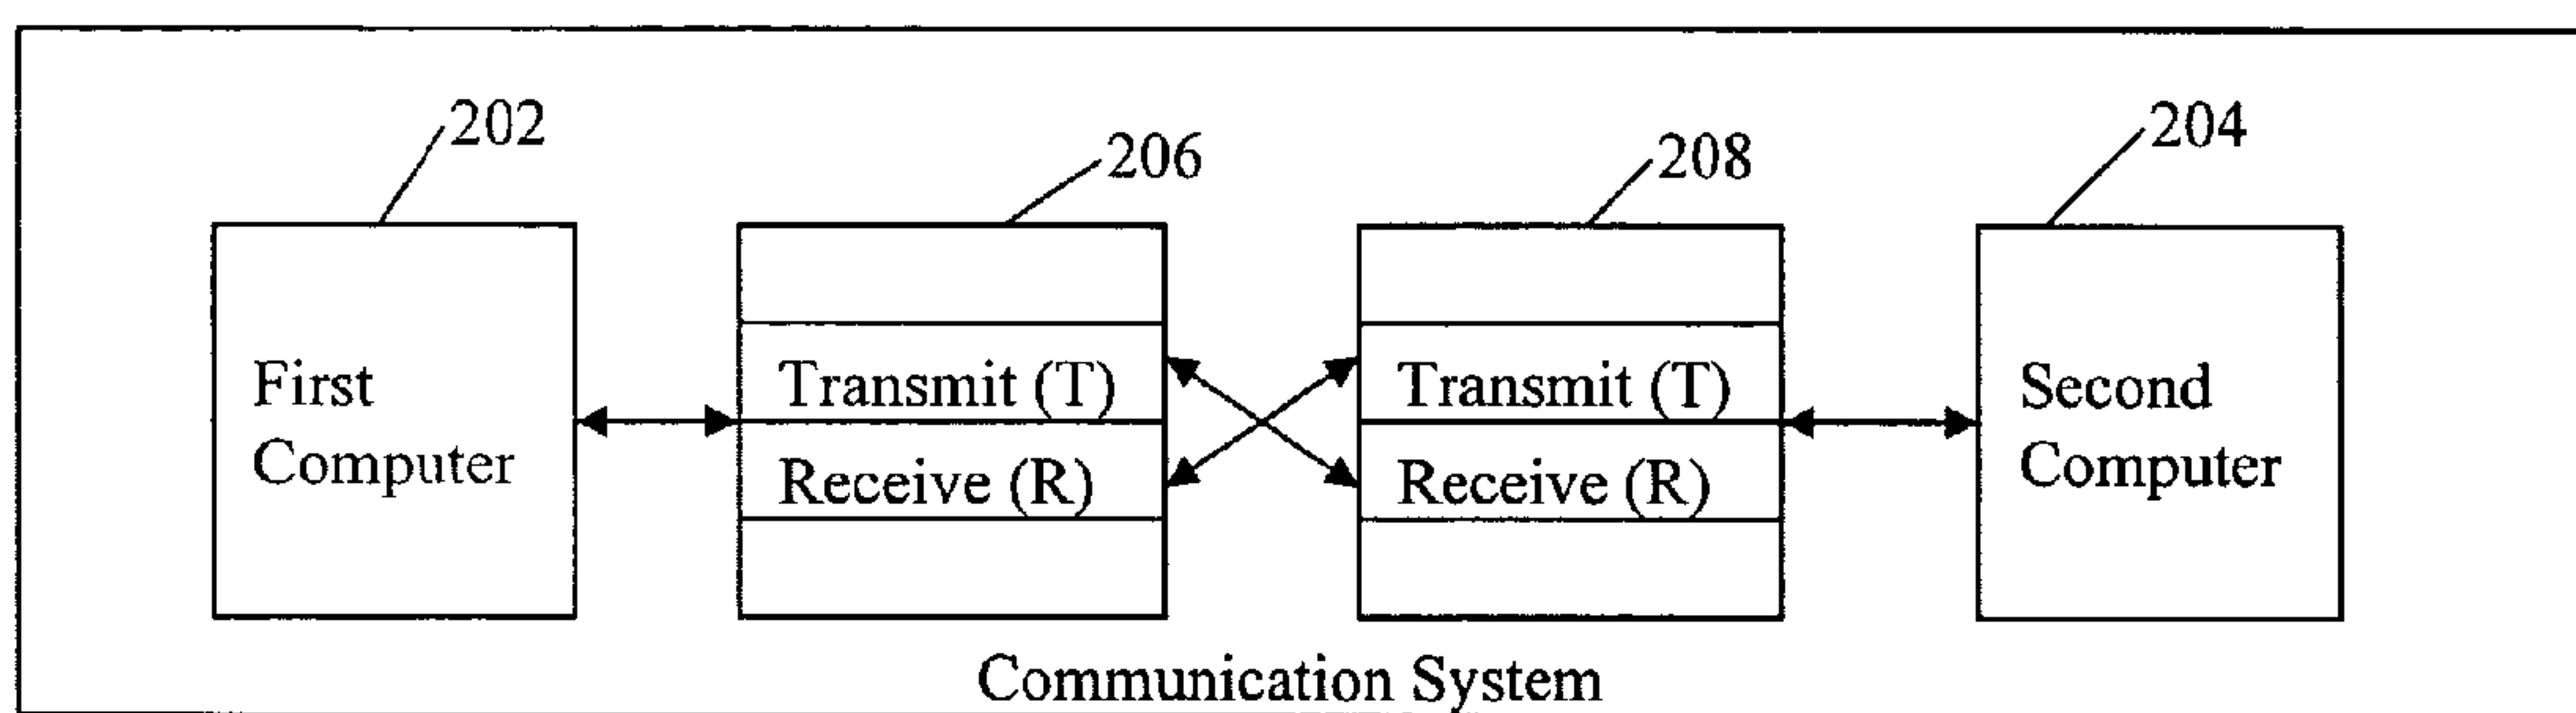 202
206
208
204
First
Computer
Transmit (T)
Receive (R)
Transmit (T)
Receive (R)
Second
Computer
Communication System